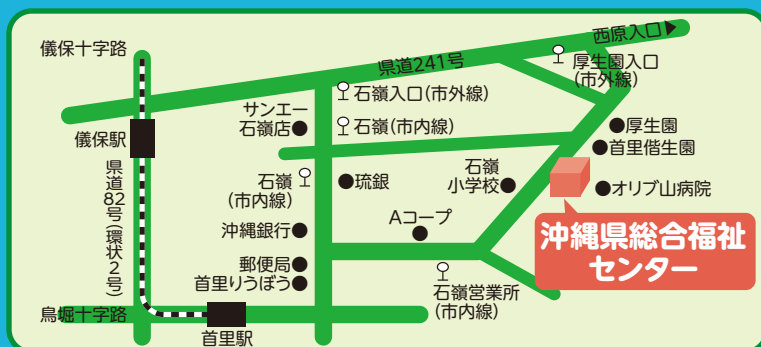 儀保十字路
西原入口▶
県道241号
厚生園入口
(市外線)
石嶺入口(市外線)
サンエー
石嶺店●
石嶺(市内線)
儀保駅
●厚生園
●首里偕生園
県道82号(環状2号)
石嶺
(市内線)
●琉銀
石嶺
小学校●
●オリブ山病院
沖縄銀行●
Aコープ
沖縄県総合福祉
センター
郵便局●
首里りうぼう●
石嶺営業所
(市内線)
鳥堀十字路
首里駅